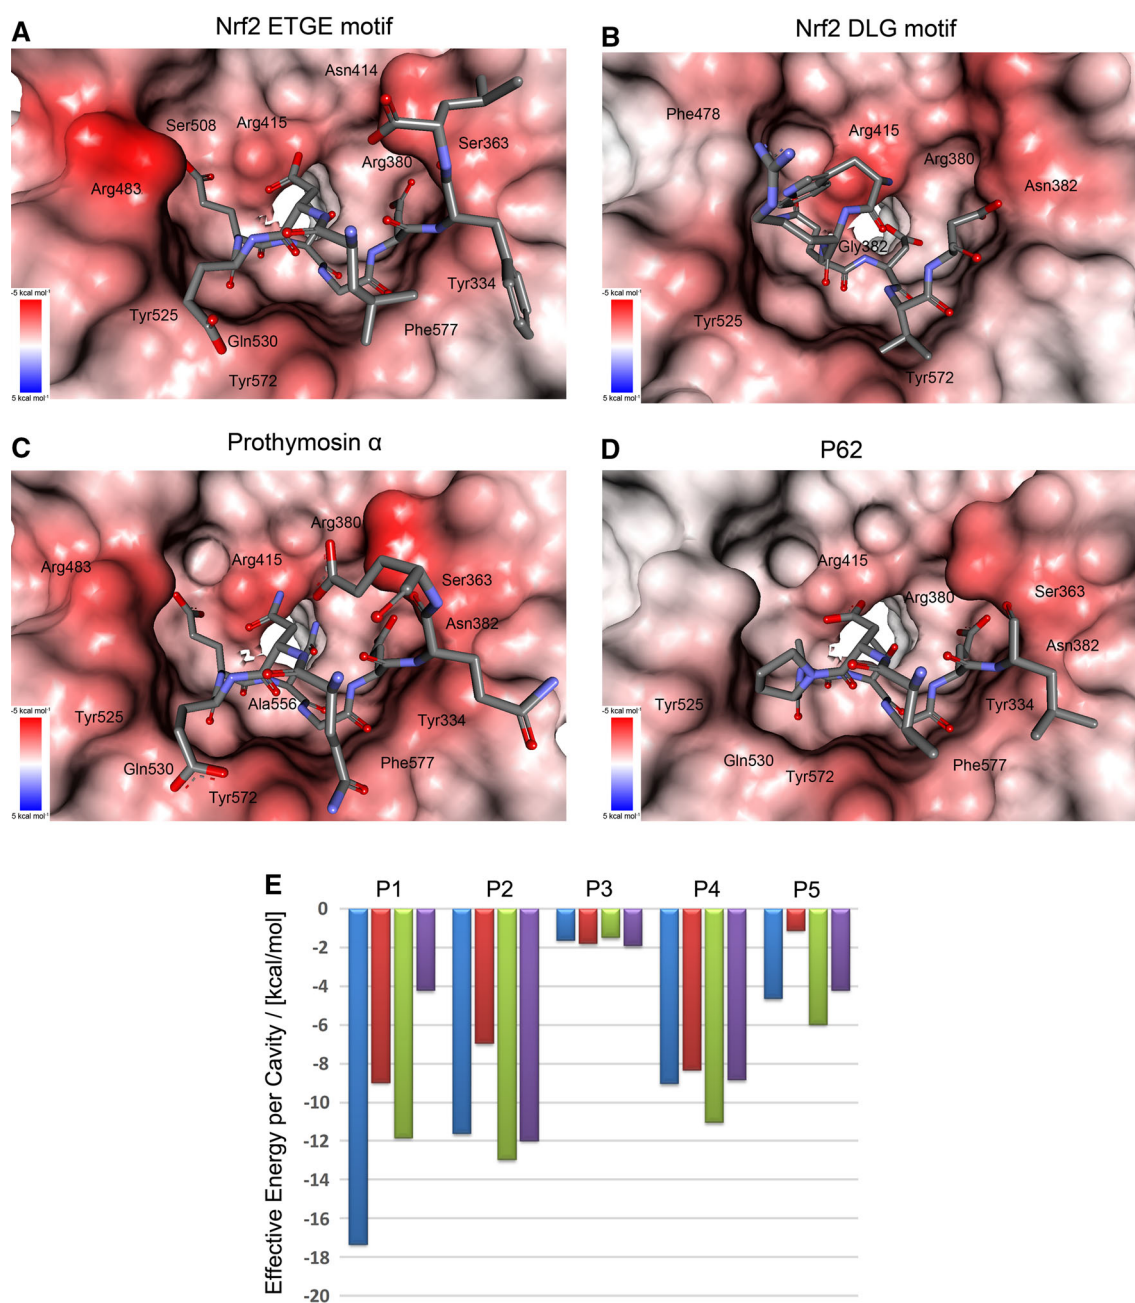 A
Nrf2 ETGE motif
Asn414
Ser508
Arg415
Ser363
Arg380
Arg483
Tyr334
Tyr525
Gln530
Phe577
Tyr572
-5 kcal mol-1
5 kcal mol-1
B
Nrf2 DLG motif
Phe478
Arg415
Arg380
Asn382
Gly382
Tyr525
Tyr572
-5 kcal mol-1
5 kcal mol-1
C
Prothymosin α
Arg380
Arg415
Arg483
Ser363
Asn382
Ala556
Tyr525
Tyr334
Gln530
Phe577
Tyr572
-5 kcal mol-1
5 kcal mol-1
D
P62
Arg415
Arg380
Ser363
Asn382
Tyr525
Tyr334
Gln530
Tyr572
Phe577
-5 kcal mol-1
5 kcal mol-1
E
P1 P2 P3 P4 P5
Effective Energy per Cavity / [kcal/mol]
0
-2
-4
-6
-8
-10
-12
-14
-16
-18
-20